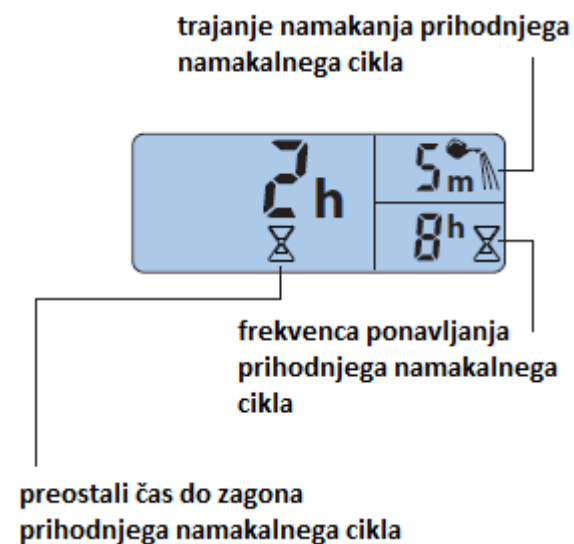 trajanje namakanja prihodnjega
namakalnega cikla
2h
5m
8h
frekvenca ponavljanja
prihodnjega namakalnega
cikla
preostali čas do zagona
prihodnjega namakalnega cikla